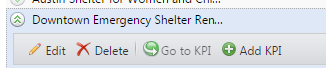 Austin Shelter for Women and Chi...
Downtown Emergency Shelter Ren...
Edit Delete Go to KPI Add KPI